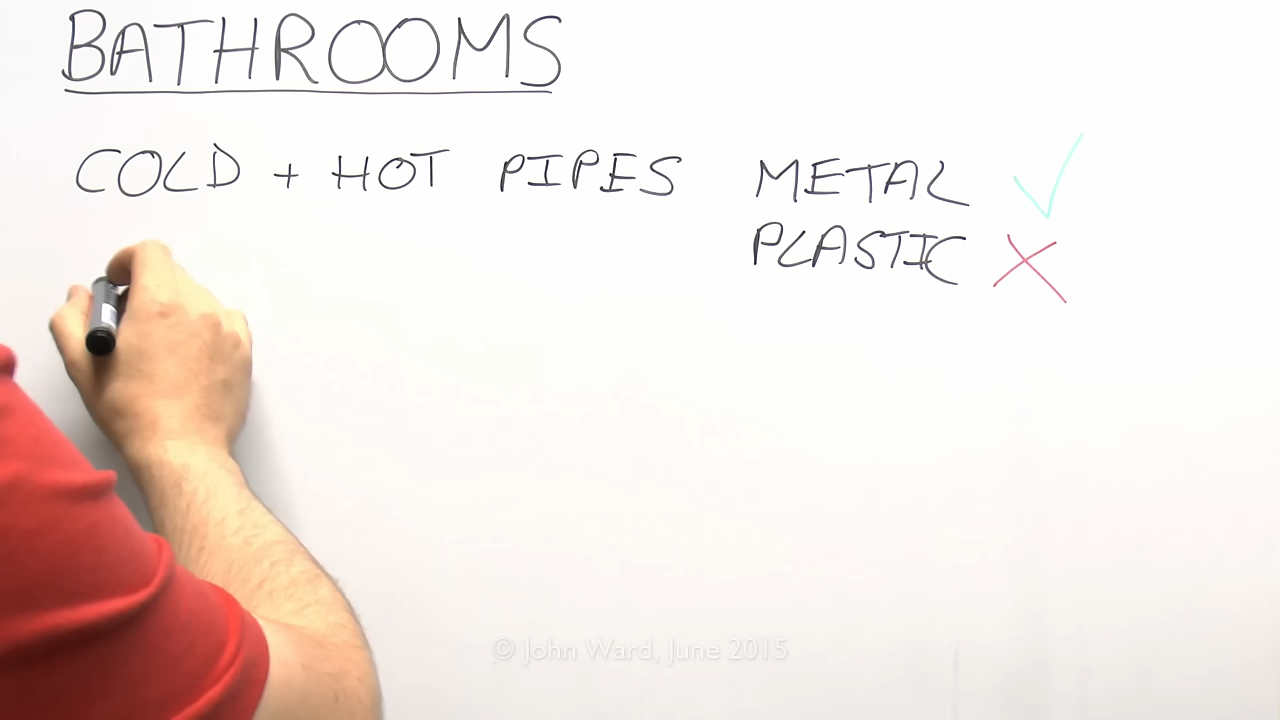 BATHROOMS
COLD + HOT PIPES METAL ✓
PLASTIC ✗
© John Ward, June 2015